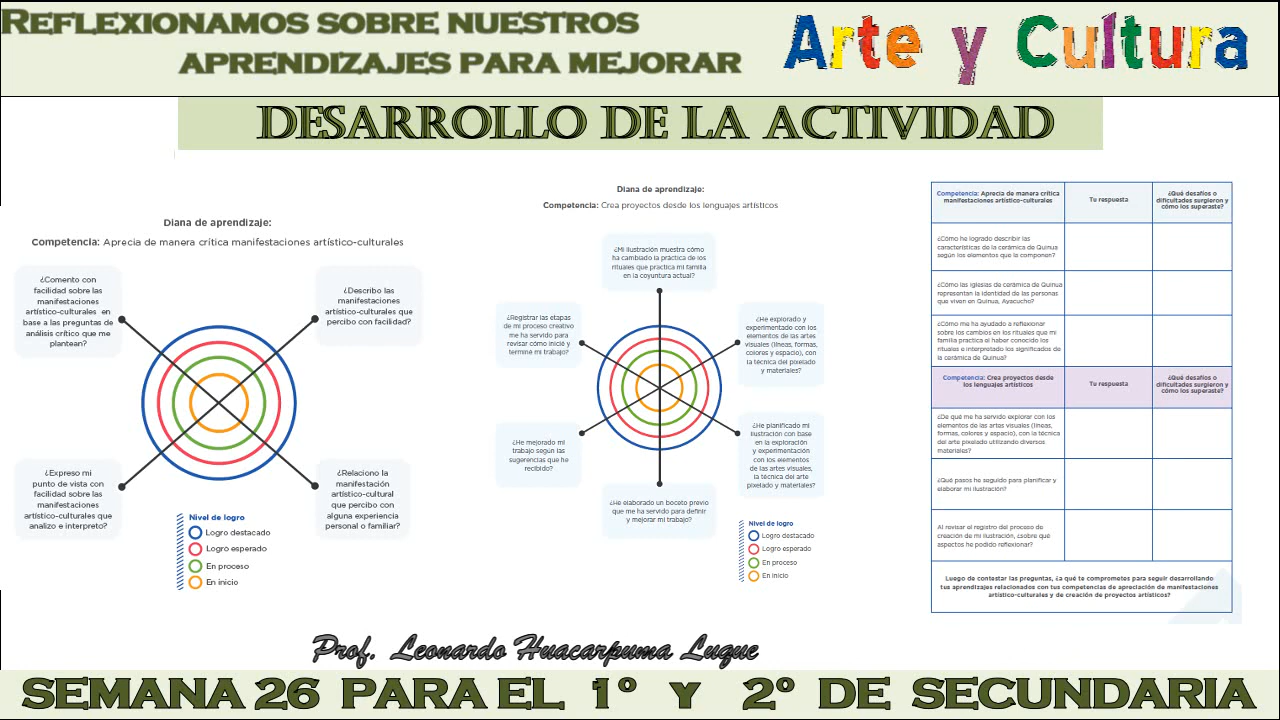 REFLEXIONAMOS SOBRE NUESTROS
APRENDIZAJES PARA MEJORAR
Arte y Cultura
DESARROLLO DE LA ACTIVIDAD
Diana de aprendizaje:
Competencia: Aprecia de manera crítica manifestaciones artístico-culturales
¿Comento con
facilidad sobre las
manifestaciones
artístico-culturales en
base a las preguntas de
análisis crítico que me
plantean?
¿Describo las
manifestaciones
artístico-culturales que
percibo con facilidad?
¿Expreso mi
punto de vista con
facilidad sobre las
manifestaciones
artístico-culturales que
analizo e interpreto?
¿Relaciono la
manifestación
artístico-cultural
que percibo con
alguna experiencia
personal o familiar?
Nivel de logro
Logro destacado
Logro esperado
En proceso
En inicio
Diana de aprendizaje:
Competencia: Crea proyectos desde los lenguajes artísticos
¿Mi ilustración muestra cómo
ha cambiado la práctica de los
rituales que practica mi familia
en la coyuntura actual?
¿Registrar las etapas
de mi proceso creativo
me ha servido para
revisar cómo inicié y
termine mi trabajo?
¿He explorado y
experimentado con los
elementos de las artes
visuales (líneas, formas,
colores y espacio), con
la técnica del pixelado
y materiales?
¿He mejorado mi
trabajo según las
sugerencias que he
recibido?
¿He planificado mi
ilustración con base
en la exploración
y experimentación
con los elementos
de las artes visuales,
la técnica del arte
pixelado y materiales?
¿He elaborado un boceto previo
que me ha servido para definir
y mejorar mi trabajo?
Nivel de logro
Logro destacado
Logro esperado
En proceso
En inicio
Competencia: Aprecia de manera crítica
manifestaciones artístico-culturales
Tu respuesta
¿Qué desafíos o
dificultades surgieron y
cómo los superaste?
¿Cómo he logrado describir las
características de la cerámica de Quinua
según los elementos que la componen?
¿Cómo las iglesias de cerámica de Quinua
representan la identidad de las personas
que viven en Quinua, Ayacucho?
¿Cómo me ha ayudado a reflexionar
sobre los cambios en los rituales que mi
familia practica el haber conocido los
rituales e interpretado los significados de
la cerámica de Quinua?
Competencia: Crea proyectos desde
los lenguajes artísticos
Tu respuesta
¿Qué desafíos o
dificultades surgieron y
cómo los superaste?
¿De qué me ha servido explorar con los
elementos de las artes visuales (líneas,
formas, colores y espacio), con la técnica
del arte pixelado utilizando diversos
materiales?
¿Qué pasos he seguido para planificar y
elaborar mi ilustración?
Al revisar el registro del proceso de
creación de mi ilustración, ¿sobre qué
aspectos he podido reflexionar?
Luego de contestar las preguntas, ¿a qué te comprometes para seguir desarrollando
tus aprendizajes relacionados con tus competencias de apreciación de manifestaciones
artístico-culturales y de creación de proyectos artísticos?
Prof. Leonardo Huacarpuma Luque
SEMANA 26 PARA EL 1° Y 2° DE SECUNDARIA